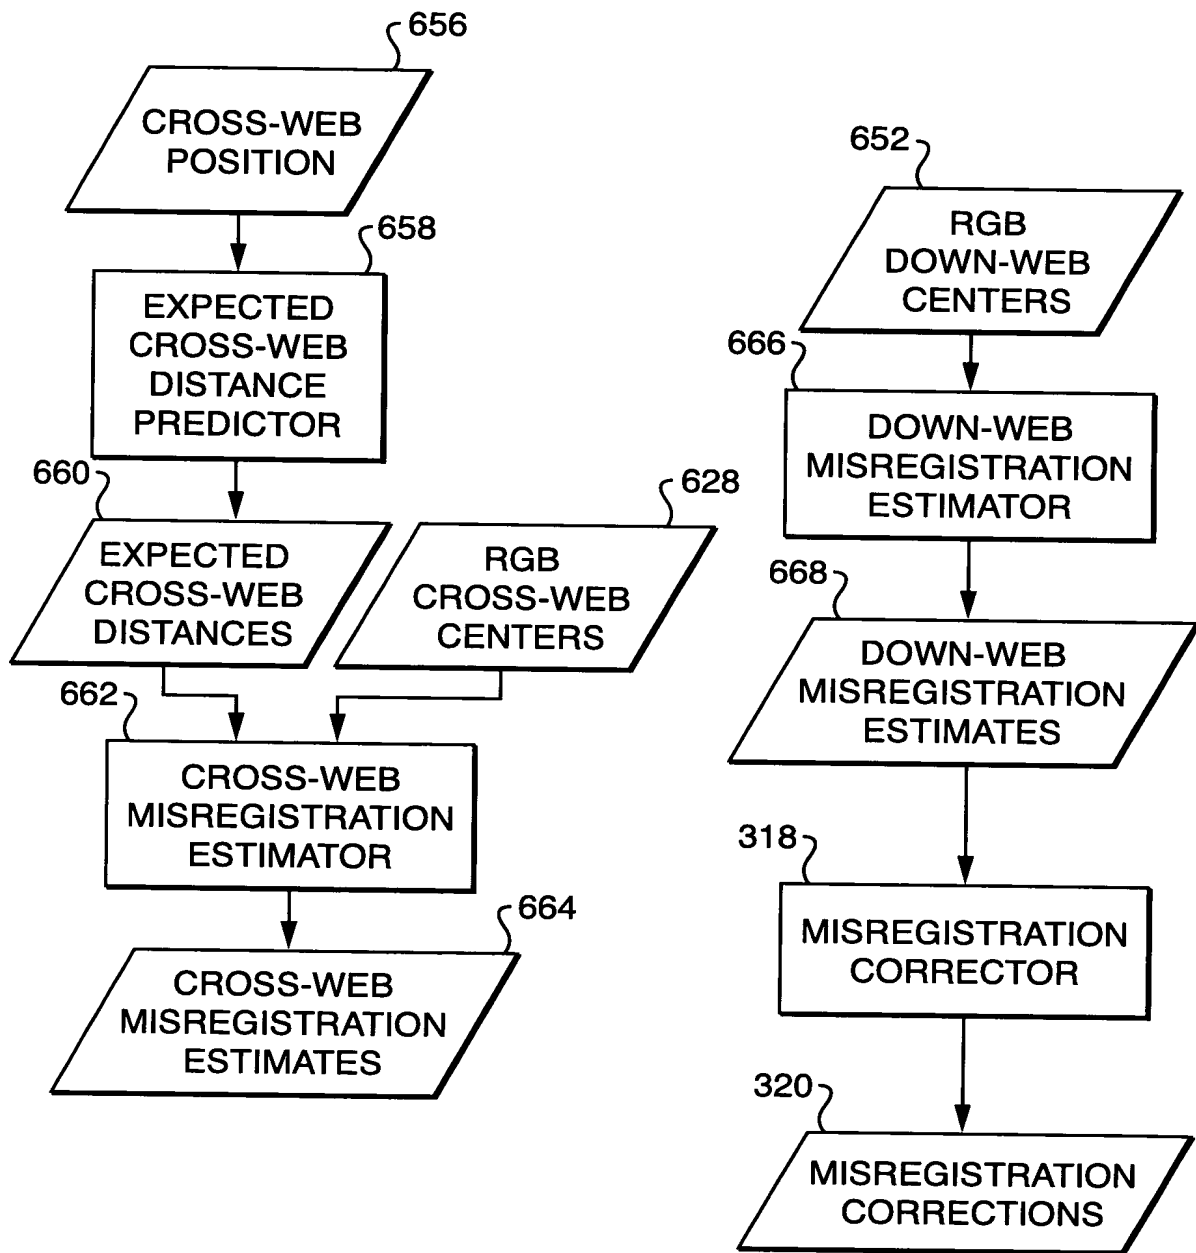 656
CROSS-WEB
POSITION
658
EXPECTED
CROSS-WEB
DISTANCE
PREDICTOR
660
EXPECTED
CROSS-WEB
DISTANCES
628
RGB
CROSS-WEB
CENTERS
662
CROSS-WEB
MISREGISTRATION
ESTIMATOR
664
CROSS-WEB
MISREGISTRATION
ESTIMATES
652
RGB
DOWN-WEB
CENTERS
666
DOWN-WEB
MISREGISTRATION
ESTIMATOR
668
DOWN-WEB
MISREGISTRATION
ESTIMATES
318
MISREGISTRATION
CORRECTOR
320
MISREGISTRATION
CORRECTIONS